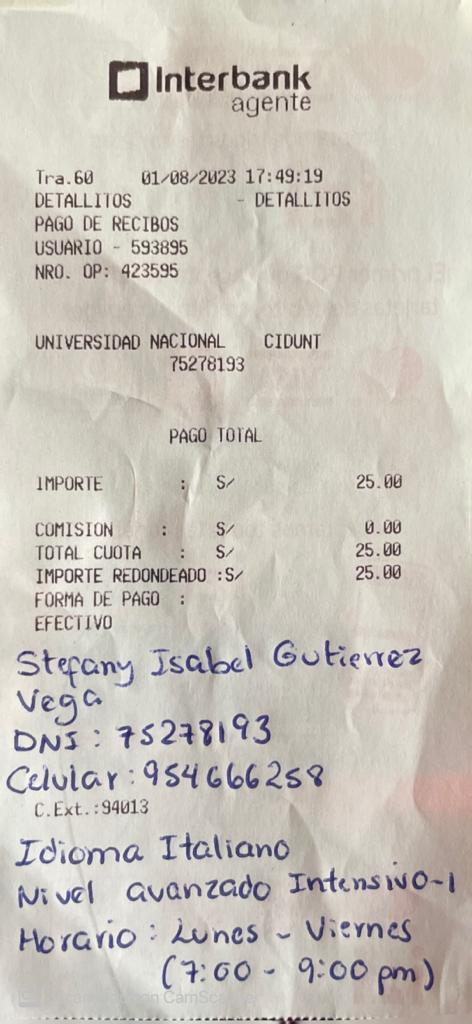 Interbank
agente
Tra.60 01/08/2023 17:49:19
DETALLITOS - DETALLITOS
PAGO DE RECIBOS
USUARIO - 593895
NRO. OP: 423595
UNIVERSIDAD NACIONAL CIDUNT
75278193
PAGO TOTAL
IMPORTE : S/ 25.00
COMISION : S/ 0.00
TOTAL CUOTA : S/ 25.00
IMPORTE REDONDEADO :S/ 25.00
FORMA DE PAGO :
EFECTIVO
Stefany Isabel Gutierrez
Vega
DNI : 75278193
Celular : 954666258
C.Ext.:94013
Idioma Italiano
Nivel avanzado Intensivo-1
Horario : Lunes - Viernes
(7:00 - 9:00 pm)